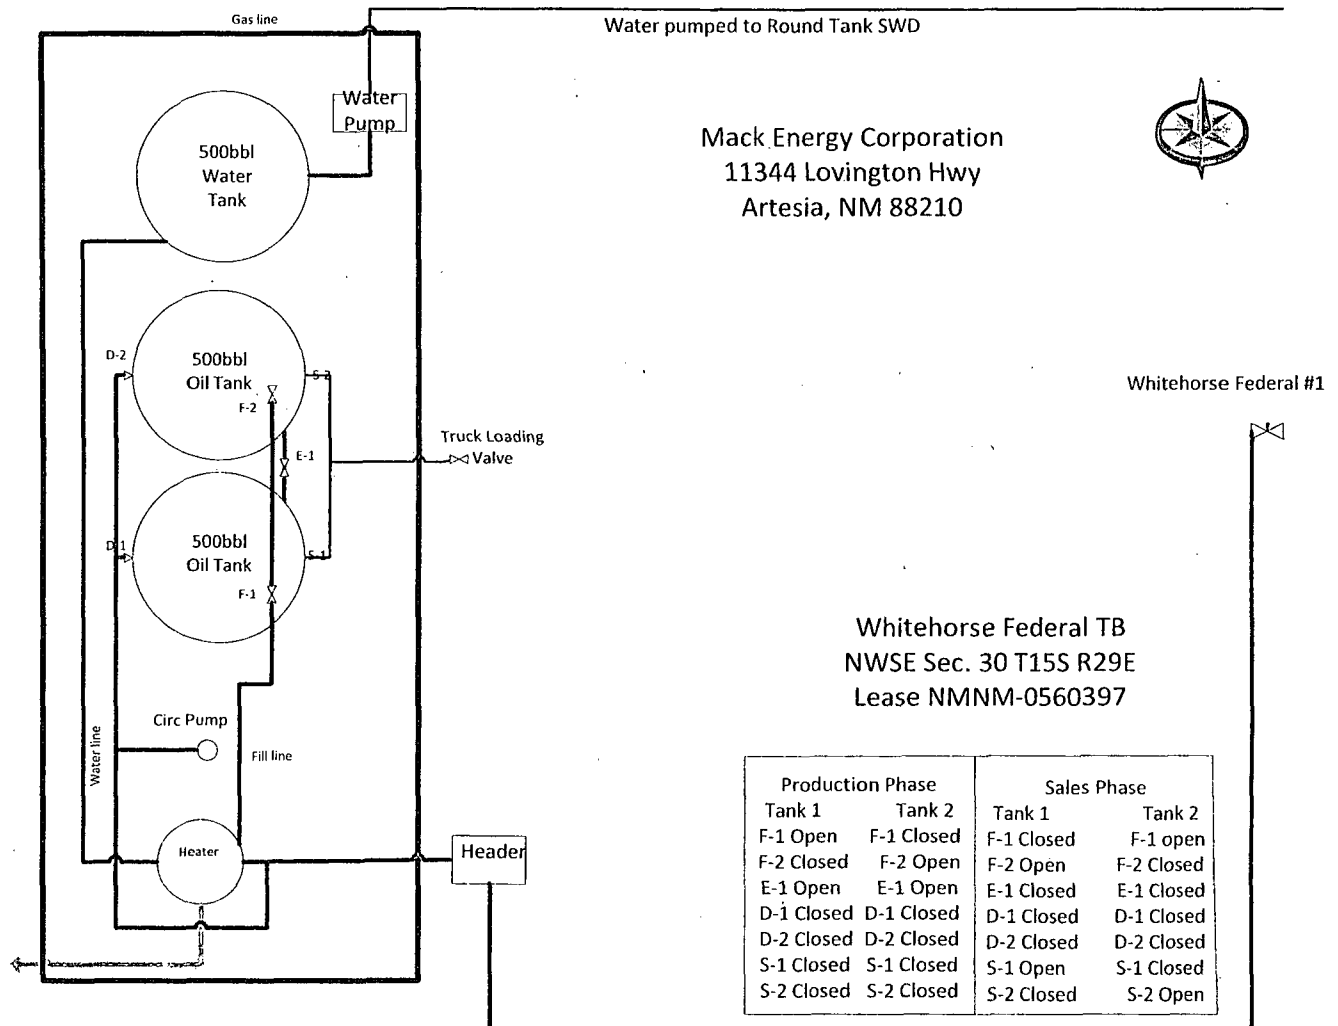 Gas line
Water pumped to Round Tank SWD
Water
Pump
500bbl
Water
Tank
Mack Energy Corporation
11344 Lovington Hwy
Artesia, NM 88210
D-2
500bbl
Oil Tank
S-2
F-2
Whitehorse Federal #1
Truck Loading
Valve
E-1
D-1
500bbl
Oil Tank
S-1
F-1
Whitehorse Federal TB
NWSE Sec. 30 T15S R29E
Lease NMNM-0560397
Circ Pump
Water line
Fill line
Heater
Header
Production Phase Sales Phase
Tank 1 Tank 2 Tank 1 Tank 2
F-1 Open F-1 Closed F-1 Closed F-1 open
F-2 Closed F-2 Open F-2 Open F-2 Closed
E-1 Open E-1 Open E-1 Closed E-1 Closed
D-1 Closed D-1 Closed D-1 Closed D-1 Closed
D-2 Closed D-2 Closed D-2 Closed D-2 Closed
S-1 Closed S-1 Closed S-1 Open S-1 Closed
S-2 Closed S-2 Closed S-2 Closed S-2 Open